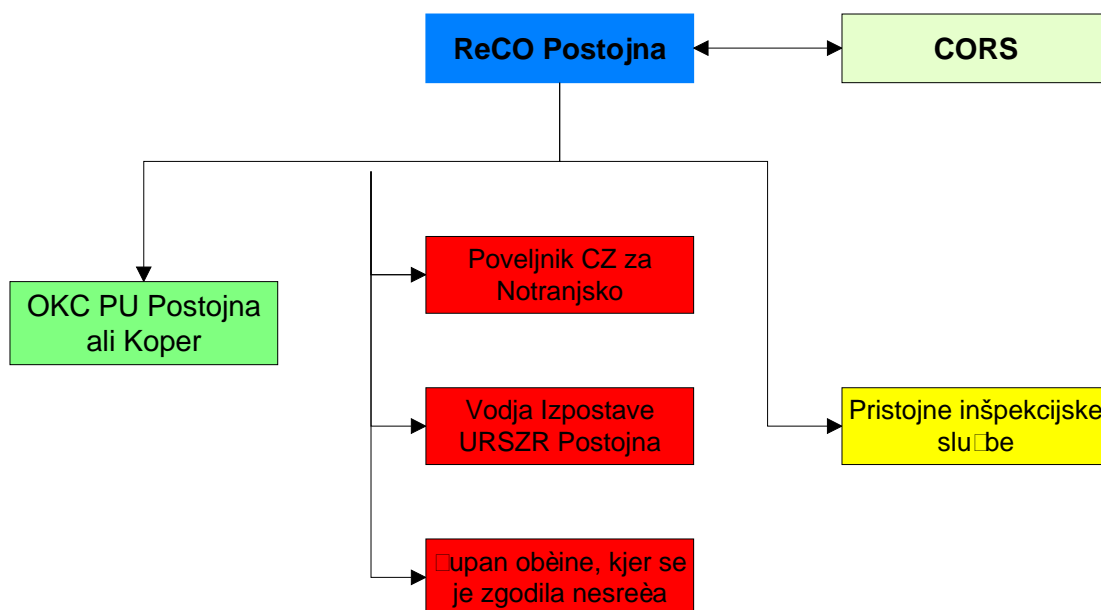 ReCO Postojna
CORS
OKC PU Postojna
ali Koper
Poveljnik CZ za
Notranjsko
Vodja Izpostave
URSZR Postojna
Pristojne inšpekcijske
slu□be
□upan obèine, kjer se
je zgodila nesreèa